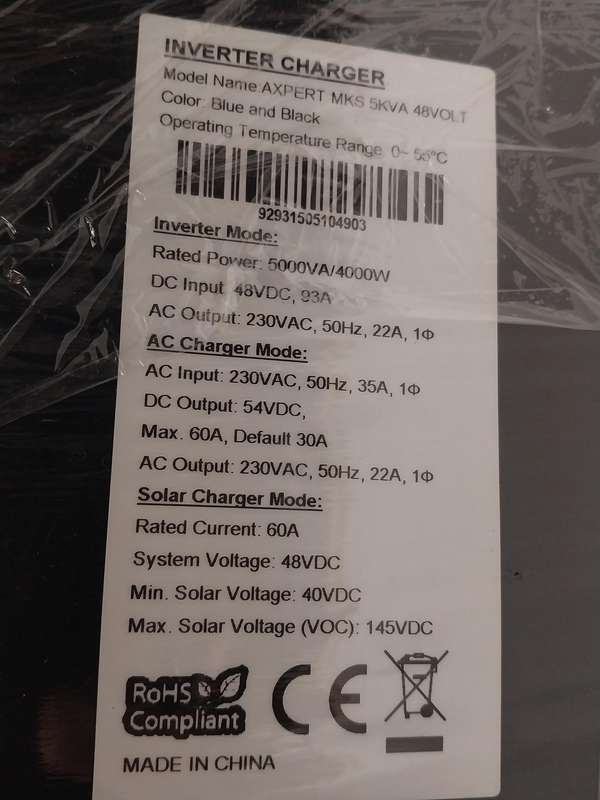 INVERTER CHARGER
Model Name:AXPERT MKS 5KVA 48VOLT
Color: Blue and Black
Operating Temperature Range: 0~ 55ºC
92931505104903
Inverter Mode:
Rated Power: 5000VA/4000W
DC Input: 48VDC, 93A
AC Output: 230VAC, 50Hz, 22A, 1Φ
AC Charger Mode:
AC Input: 230VAC, 50Hz, 35A, 1Φ
DC Output: 54VDC,
Max. 60A, Default 30A
AC Output: 230VAC, 50Hz, 22A, 1Φ
Solar Charger Mode:
Rated Current: 60A
System Voltage: 48VDC
Min. Solar Voltage: 40VDC
Max. Solar Voltage (VOC): 145VDC
RoHS
Compliant
CE
MADE IN CHINA